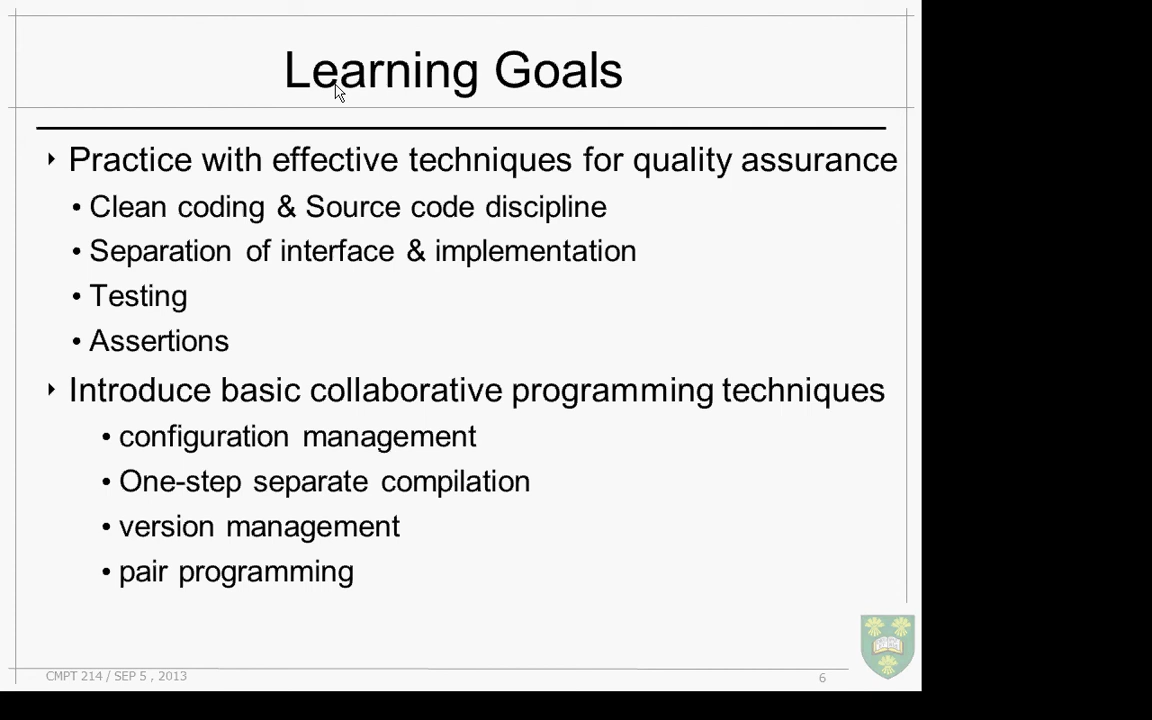 Learning Goals
Practice with effective techniques for quality assurance
• Clean coding & Source code discipline
• Separation of interface & implementation
• Testing
• Assertions
Introduce basic collaborative programming techniques
• configuration management
• One-step separate compilation
• version management
• pair programming
CMPT 214 / SEP 5 , 2013
6